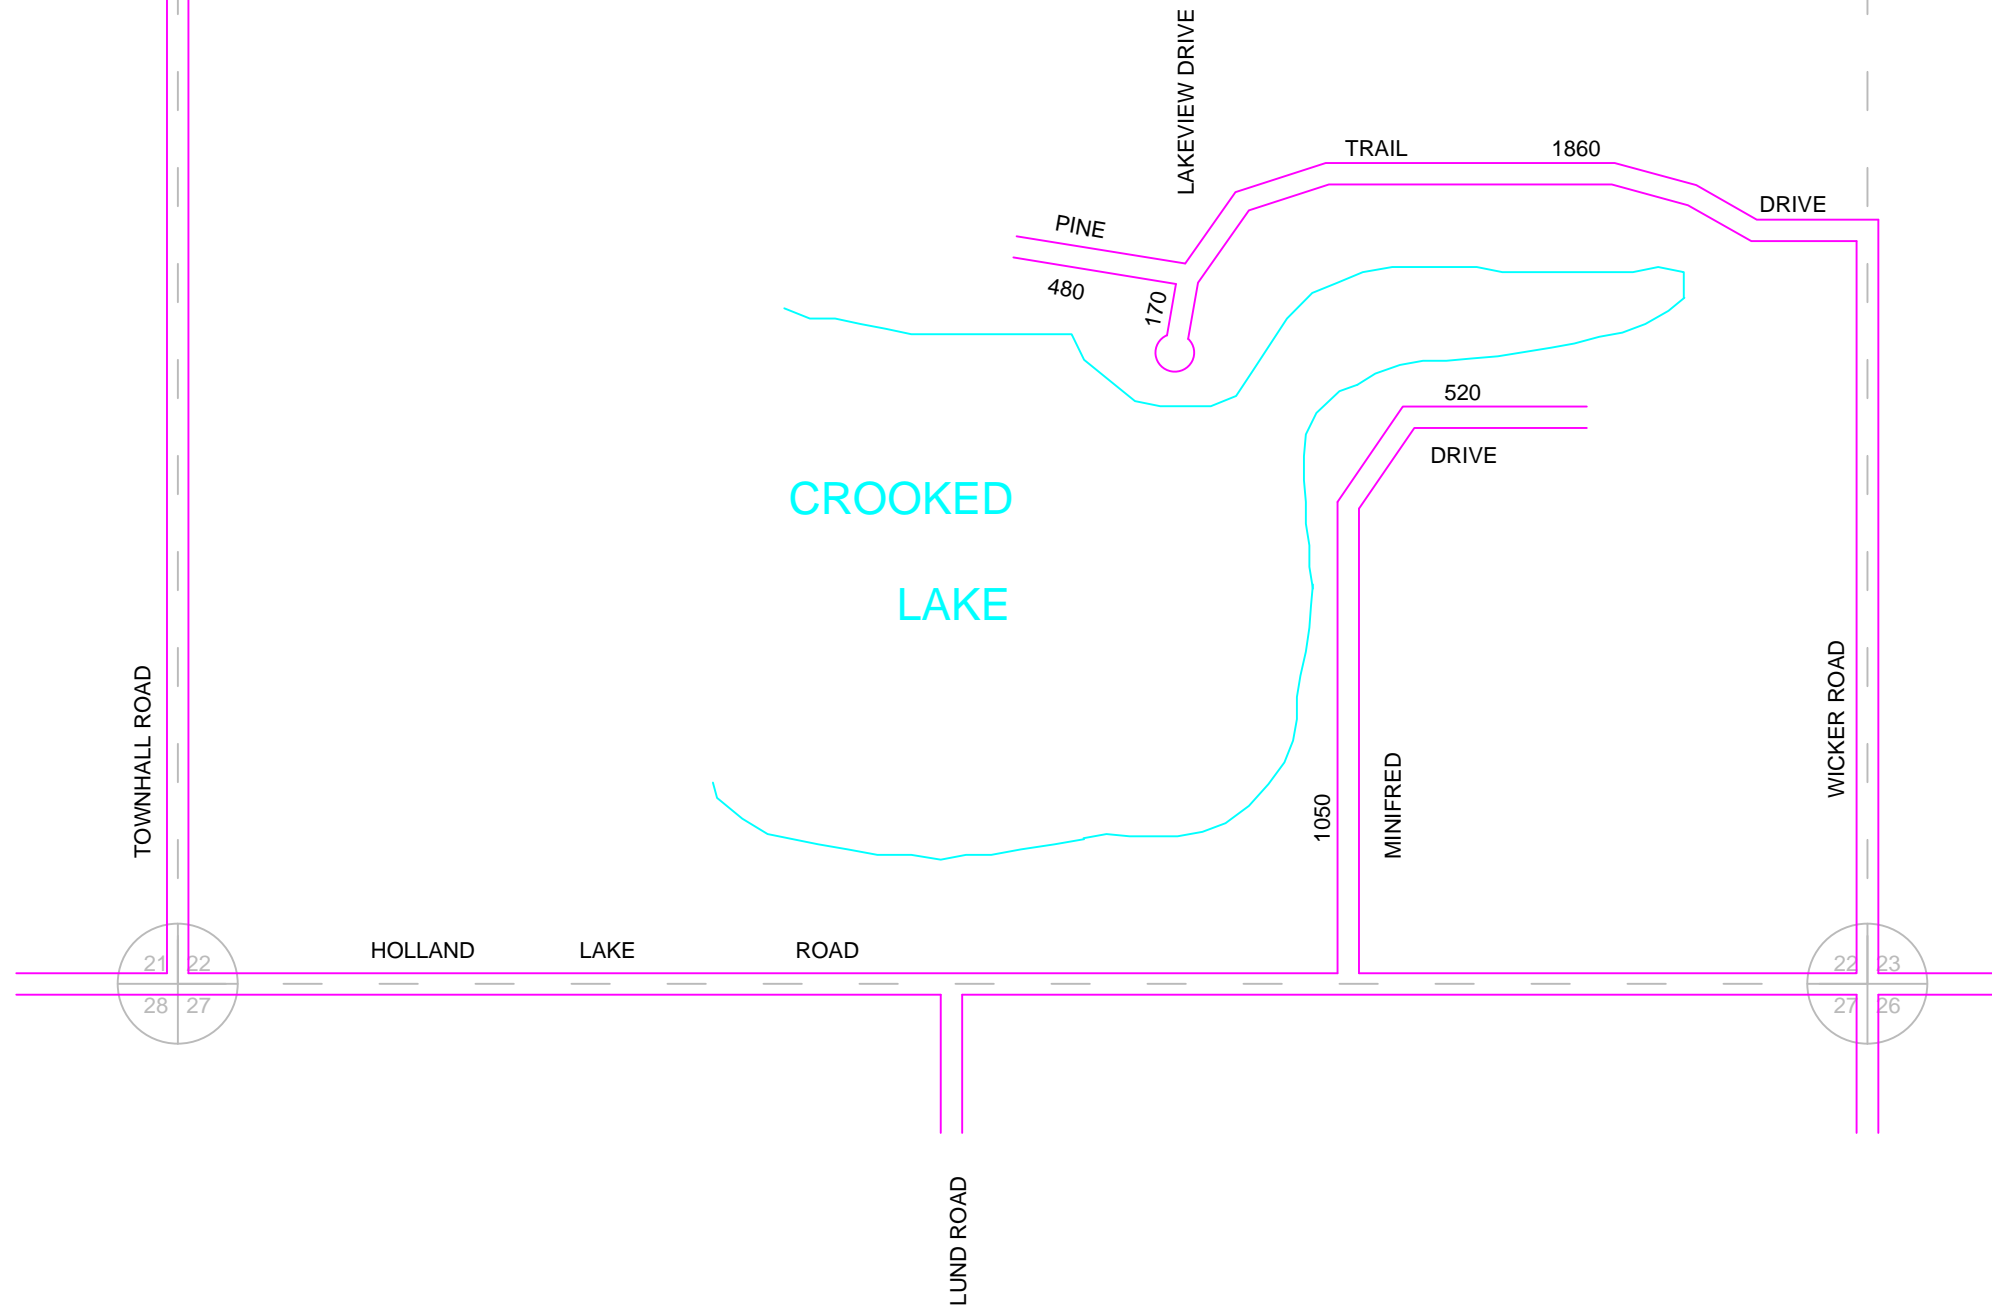 LAKEVIEW DRIVE
TRAIL 1860
DRIVE
PINE
480
170
520
DRIVE
CROOKED
LAKE
TOWNHALL ROAD
WICKER ROAD
1050
MINIFRED
HOLLAND LAKE ROAD
21 22
28 27
22 23
27 26
LUND ROAD